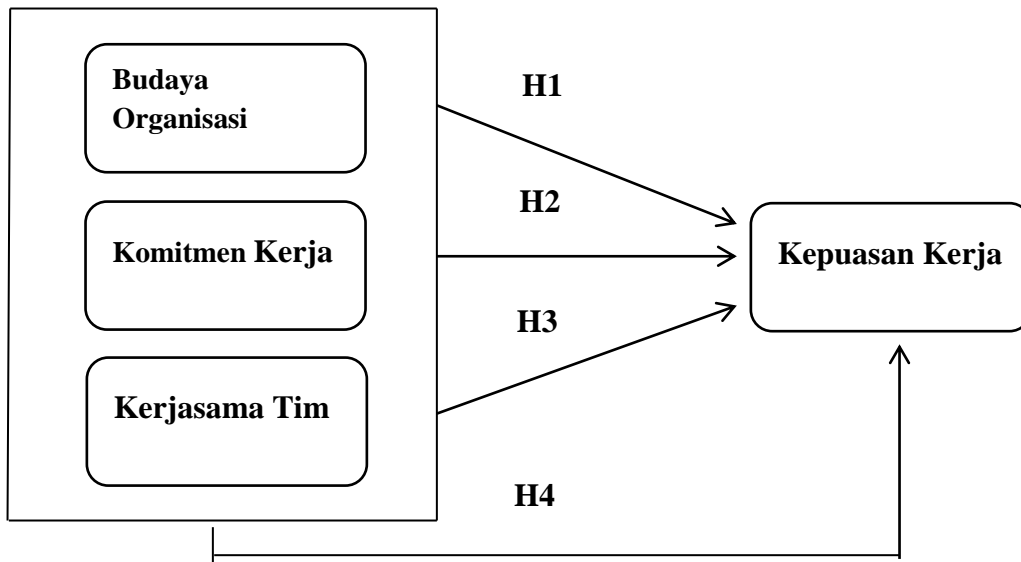 Budaya
Organisasi
H1
H2
Komitmen Kerja
Kepuasan Kerja
H3
Kerjasama Tim
H4